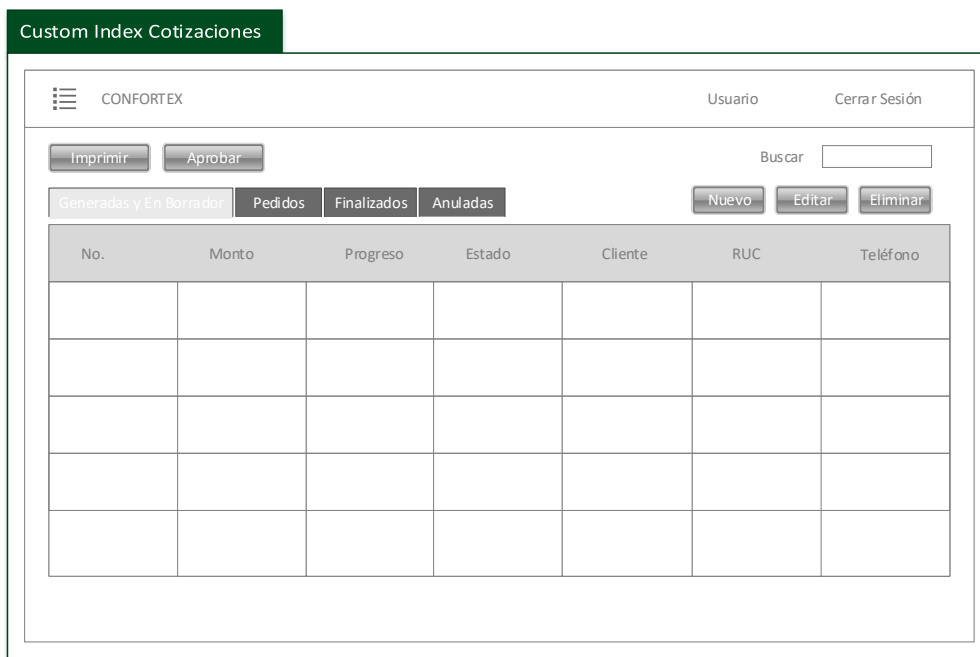 Custom Index Cotizaciones
CONFORTEX Usuario Cerrar Sesión
Imprimir Aprobar Buscar
Generadas y En Borrador Pedidos Finalizados Anuladas Nuevo Editar Eliminar
No. Monto Progreso Estado Cliente RUC Teléfono